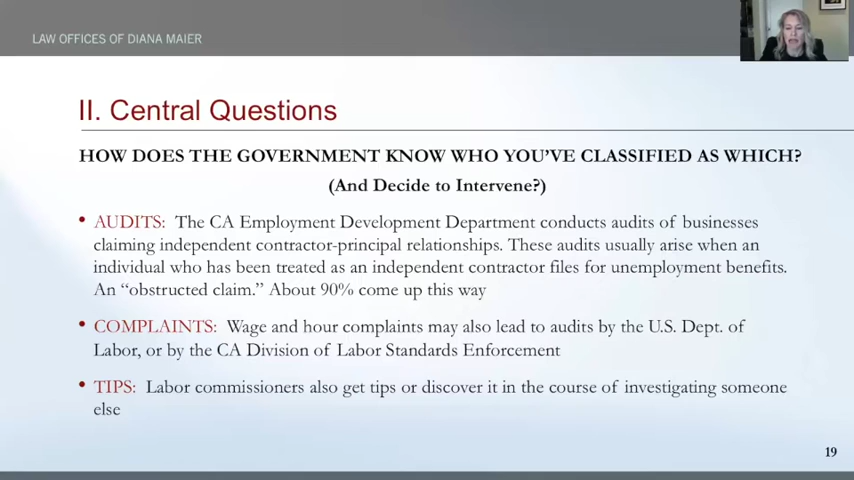 LAW OFFICES OF DIANA MAIER
II. Central Questions
HOW DOES THE GOVERNMENT KNOW WHO YOU’VE CLASSIFIED AS WHICH?
(And Decide to Intervene?)
• AUDITS: The CA Employment Development Department conducts audits of businesses
claiming independent contractor-principal relationships. These audits usually arise when an
individual who has been treated as an independent contractor files for unemployment benefits.
An “obstructed claim.” About 90% come up this way
• COMPLAINTS: Wage and hour complaints may also lead to audits by the U.S. Dept. of
Labor, or by the CA Division of Labor Standards Enforcement
• TIPS: Labor commissioners also get tips or discover it in the course of investigating someone
else
19